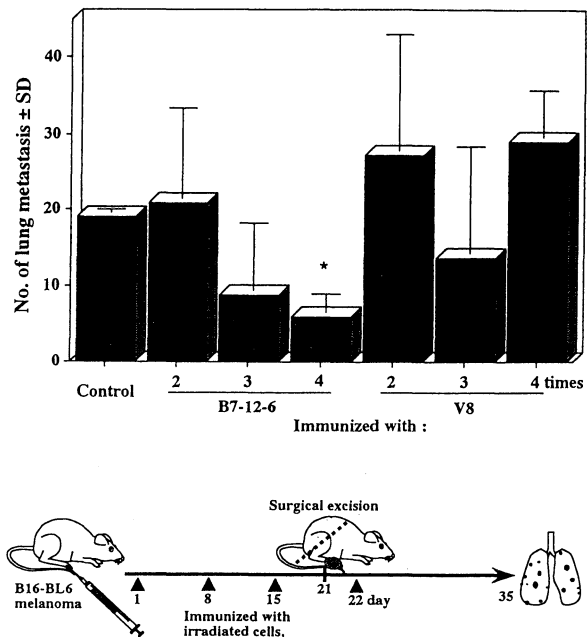 No. of lung metastasis ± SD
40
30
20
10
0
*
Control
2
3
4
2
3
4 times
B7-12-6
V8
Immunized with :
Surgical excision
B16-BL6
melanoma
1
8
15
21
22 day
35
Immunized with
irradiated cells,